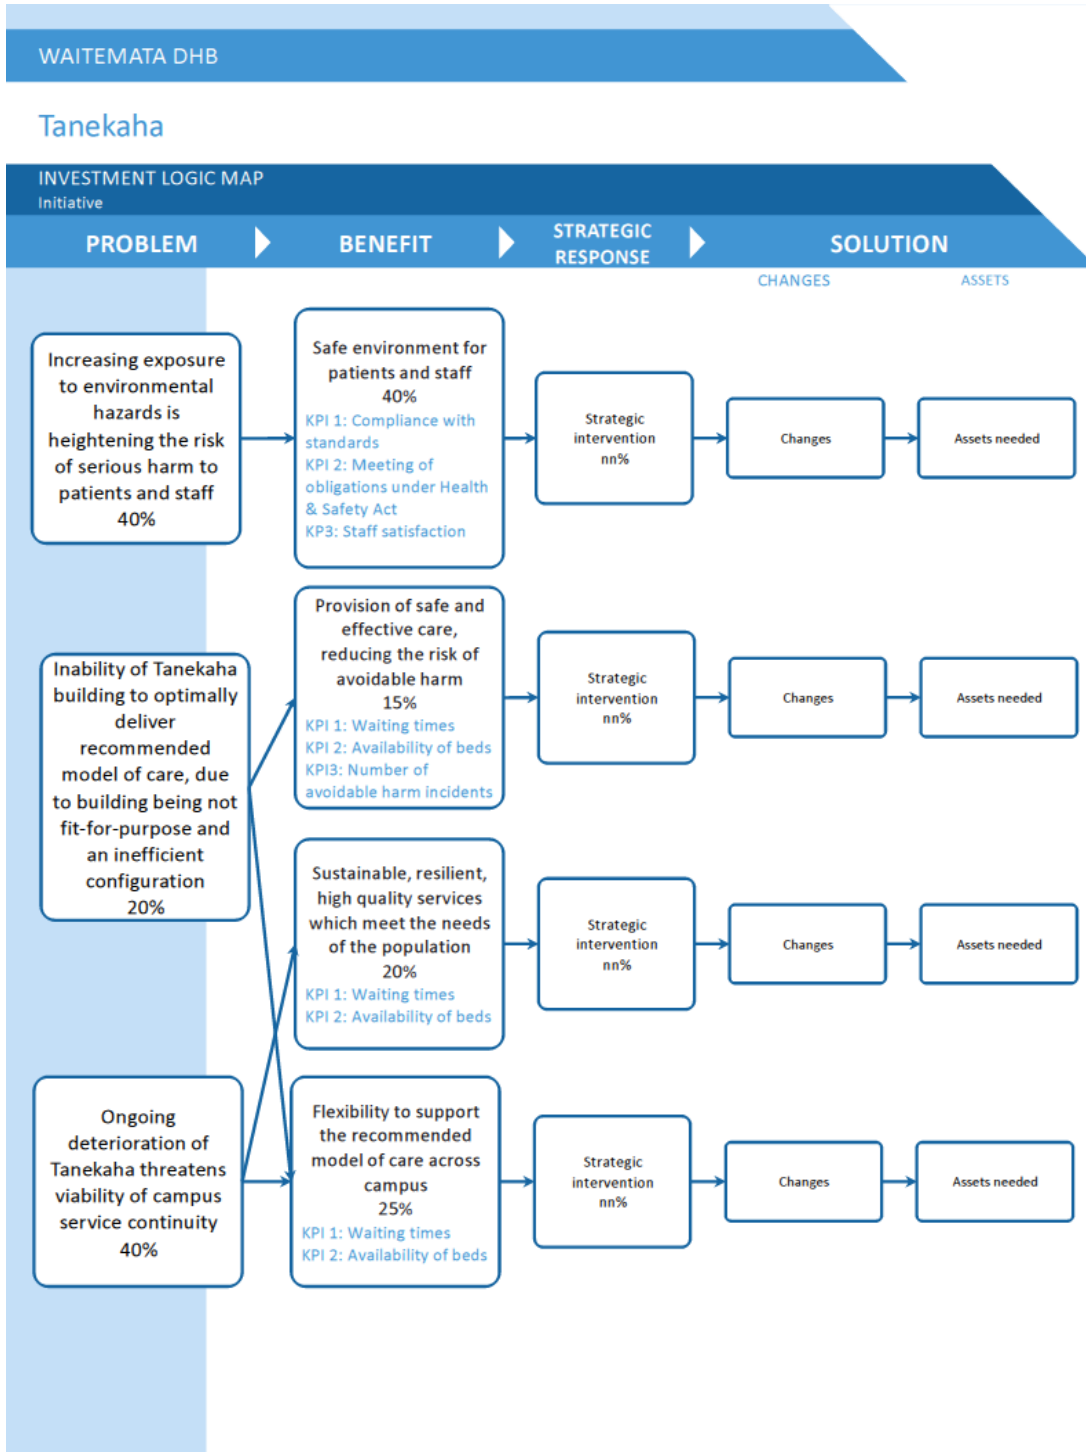 WAITEMATA DHB
Tanekaha
INVESTMENT LOGIC MAP
Initiative
PROBLEM
BENEFIT
STRATEGIC
RESPONSE
SOLUTION
CHANGES
ASSETS
Increasing exposure
to environmental
hazards is
heightening the risk
of serious harm to
patients and staff
40%
Safe environment for
patients and staff
40%
KPI 1: Compliance with
standards
KPI 2: Meeting of
obligations under Health
& Safety Act
KP3: Staff satisfaction
Strategic
intervention
nn%
Changes
Assets needed
Inability of Tanekaha
building to optimally
deliver
recommended
model of care, due
to building being not
fit-for-purpose and
an inefficient
configuration
20%
Provision of safe and
effective care,
reducing the risk of
avoidable harm
15%
KPI 1: Waiting times
KPI 2: Availability of beds
KPI3: Number of
avoidable harm incidents
Strategic
intervention
nn%
Changes
Assets needed
Sustainable, resilient,
high quality services
which meet the needs
of the population
20%
KPI 1: Waiting times
KPI 2: Availability of beds
Strategic
intervention
nn%
Changes
Assets needed
Ongoing
deterioration of
Tanekaha threatens
viability of campus
service continuity
40%
Flexibility to support
the recommended
model of care across
campus
25%
KPI 1: Waiting times
KPI 2: Availability of beds
Strategic
intervention
nn%
Changes
Assets needed